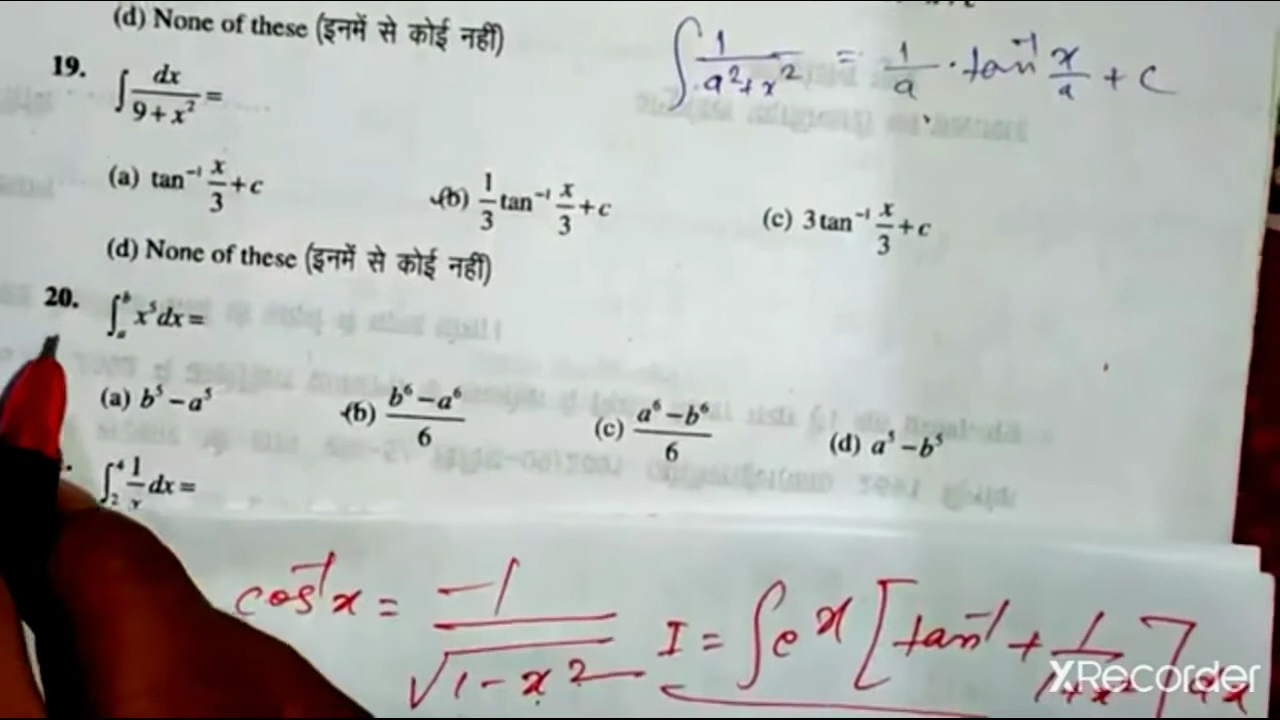 (d) None of these (इनमें से कोई नहीं)
∫ 1/(a²+x²) = 1/a · tan⁻¹ x/a + c
19. ∫ dx/(9+x²) =
(a) tan⁻¹ x/3 + c (b) 1/3 tan⁻¹ x/3 + c (c) 3 tan⁻¹ x/3 + c
(d) None of these (इनमें से कोई नहीं)
20. ∫ₐᵇ x⁵dx =
(a) b⁵ – a⁵ (b) (b⁶ – a⁶)/6 (c) (a⁶ – b⁶)/6 (d) a⁵ – b⁵
∫₂⁴ 1/x dx =
cos⁻¹x = -1/√(1-x²) I = ∫eˣ [tan⁻¹ + 1/(1+x²)] dx
XRecorder